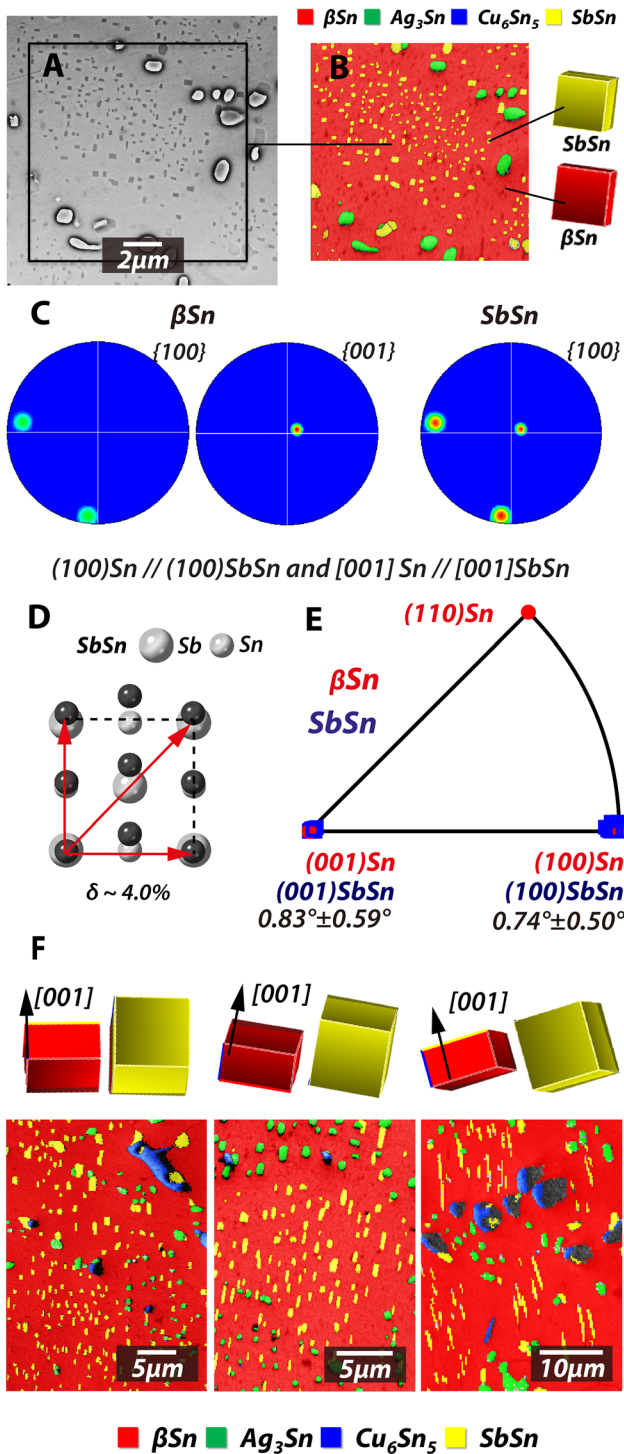 βSn Ag3Sn Cu6Sn5 SbSn
A
B
2μm
SbSn
βSn
C
βSn
SbSn
{100}
{001}
{100}
(100)Sn // (100)SbSn and [001] Sn // [001]SbSn
D
SbSn Sb Sn
δ ~ 4.0%
E
(110)Sn
βSn
SbSn
(001)Sn
(001)SbSn
0.83°±0.59°
(100)Sn
(100)SbSn
0.74°±0.50°
F
[001]
[001]
[001]
5μm
5μm
10μm
βSn Ag3Sn Cu6Sn5 SbSn